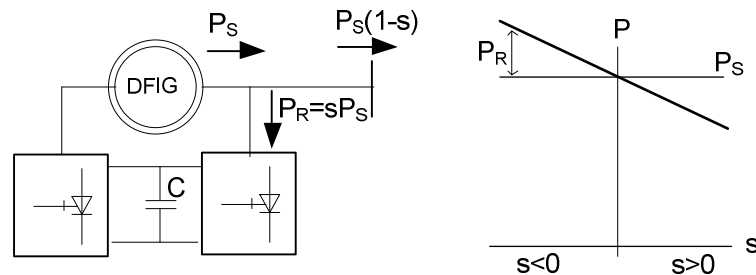 P_S
P_S(1-s)
DFIG
P_R=sP_S
C
P
P_R
P_S
s
s<0
s>0